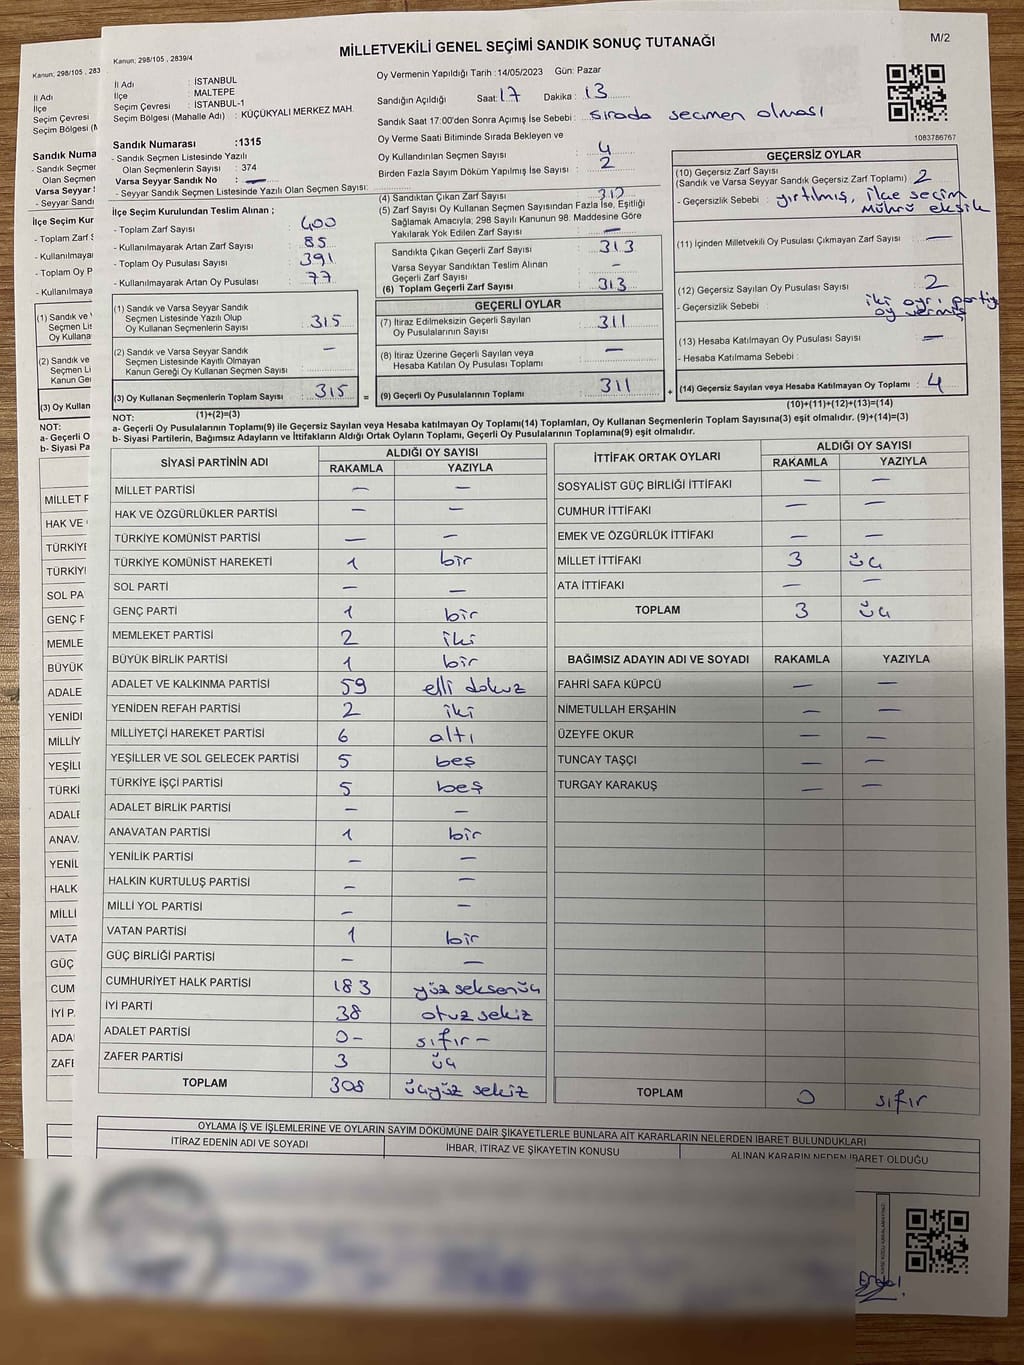 Kanun; 298/105 , 2839/4
MİLLETVEKİLİ GENEL SEÇİMİ SANDIK SONUÇ TUTANAĞI
M/2
İl Adı : İSTANBUL
İlçe : MALTEPE
Seçim Çevresi : İSTANBUL-1
Seçim Bölgesi (Mahalle Adı) : KÜÇÜKYALI MERKEZ MAH.
Oy Vermenin Yapıldığı Tarih :14/05/2023 Gün: Pazar
Sandığın Açıldığı Saat: 17 Dakika : 13
Sandık Saat 17:00'den Sonra Açımış İse Sebebi : sırada seçmen olması
Oy Verme Saati Bitiminde Sırada Bekleyen ve
Oy Kullandırılan Seçmen Sayısı : 4
Birden Fazla Sayım Döküm Yapılmış İse Sayısı : 2
1083786767
Sandık Numarası :1315
- Sandık Seçmen Listesinde Yazılı
Olan Seçmenlerin Sayısı : 374
Varsa Seyyar Sandık No : —
- Seyyar Sandık Seçmen Listesinde Yazılı Olan Seçmen Sayısı:
İlçe Seçim Kurulundan Teslim Alınan ;
- Toplam Zarf Sayısı : 400
- Kullanılmayarak Artan Zarf Sayısı : 85
- Toplam Oy Pusulası Sayısı : 391
- Kullanılmayarak Artan Oy Pusulası : 77
(1) Sandık ve Varsa Seyyar Sandık
Seçmen Listesinde Yazılı Olup
Oy Kullanan Seçmenlerin Sayısı : 315
(2) Sandık ve Varsa Seyyar Sandık
Seçmen Listesinde Kayıtlı Olmayan
Kanun Gereği Oy Kullanan Seçmen Sayısı : —
(3) Oy Kullanan Seçmenlerin Toplam Sayısı : 315 =
(1)+(2)=(3)
(4) Sandıktan Çıkan Zarf Sayısı :
(5) Zarf Sayısı Oy Kullanan Seçmen Sayısından Fazla İse, Eşitliği
Sağlamak Amacıyla; 298 Sayılı Kanunun 98. Maddesine Göre
Yakılarak Yok Edilen Zarf Sayısı : —
Sandıkta Çıkan Geçerli Zarf Sayısı : 313
Varsa Seyyar Sandıktan Teslim Alınan
Geçerli Zarf Sayısı : —
(6) Toplam Geçerli Zarf Sayısı : 313
GEÇERLİ OYLAR
(7) İtiraz Edilmeksizin Geçerli Sayılan
Oy Pusulalarının Sayısı : 311
(8) İtiraz Üzerine Geçerli Sayılan veya
Hesaba Katılan Oy Pusulası Toplamı : —
(9) Geçerli Oy Pusulalarının Toplamı : 311 +
GEÇERSİZ OYLAR
(10) Geçersiz Zarf Sayısı
(Sandık ve Varsa Seyyar Sandık Geçersiz Zarf Toplamı) : 2
- Geçersizlik Sebebi : yırtılmış, ilçe seçim
Mührü eksik
(11) İçinden Milletvekili Oy Pusulası Çıkmayan Zarf Sayısı : —
(12) Geçersiz Sayılan Oy Pusulası Sayısı : 2
- Geçersizlik Sebebi : iki ayrı partiye
oy vermiş
(13) Hesaba Katılmayan Oy Pusulası Sayısı : —
- Hesaba Katılmama Sebebi :
(14) Geçersiz Sayılan veya Hesaba Katılmayan Oy Toplamı : 4
(10)+(11)+(12)+(13)=(14)
NOT:
a- Geçerli Oy Pusulalarının Toplamı(9) ile Geçersiz Sayılan veya Hesaba katılmayan Oy Toplamı(14) Toplamları, Oy Kullanan Seçmenlerin Toplam Sayısına(3) eşit olmalıdır. (9)+(14)=(3)
b- Siyasi Partilerin, Bağımsız Adayların ve İttifakların Aldığı Ortak Oyların Toplamı, Geçerli Oy Pusulalarının Toplamına(9) eşit olmalıdır.
SİYASİ PARTİNİN ADI ALDIĞI OY SAYISI
RAKAMLA YAZIYLA
MİLLET PARTİSİ — —
HAK VE ÖZGÜRLÜKLER PARTİSİ — —
TÜRKİYE KOMÜNİST PARTİSİ — —
TÜRKİYE KOMÜNİST HAREKETİ 1 bir
SOL PARTİ — —
GENÇ PARTİ 1 bir
MEMLEKET PARTİSİ 2 iki
BÜYÜK BİRLİK PARTİSİ 1 bir
ADALET VE KALKINMA PARTİSİ 59 elli dokuz
YENİDEN REFAH PARTİSİ 2 iki
MİLLİYETÇİ HAREKET PARTİSİ 6 altı
YEŞİLLER VE SOL GELECEK PARTİSİ 5 beş
TÜRKİYE İŞÇİ PARTİSİ 5 beş
ADALET BİRLİK PARTİSİ — —
ANAVATAN PARTİSİ 1 bir
YENİLİK PARTİSİ — —
HALKIN KURTULUŞ PARTİSİ — —
MİLLİ YOL PARTİSİ — —
VATAN PARTİSİ 1 bir
GÜÇ BİRLİĞİ PARTİSİ — —
CUMHURİYET HALK PARTİSİ 183 yüz seksenüç
İYİ PARTİ 38 otuz sekiz
ADALET PARTİSİ 0- sıfır -
ZAFER PARTİSİ 3 üç
TOPLAM 308 üçyüz sekiz
İTTİFAK ORTAK OYLARI ALDIĞI OY SAYISI
RAKAMLA YAZIYLA
SOSYALİST GÜÇ BİRLİĞİ İTTİFAKI — —
CUMHUR İTTİFAKI — —
EMEK VE ÖZGÜRLÜK İTTİFAKI — —
MİLLET İTTİFAKI 3 üç
ATA İTTİFAKI — —
TOPLAM 3 üç
BAĞIMSIZ ADAYIN ADI VE SOYADI RAKAMLA YAZIYLA
FAHRİ SAFA KÜPCÜ — —
NİMETULLAH ERŞAHİN — —
ÜZEYFE OKUR — —
TUNCAY TAŞÇI — —
TURGAY KARAKUŞ — —
TOPLAM 0 sıfır
OYLAMA İŞ VE İŞLEMLERİNE VE OYLARIN SAYIM DÖKÜMÜNE DAİR ŞİKAYETLERLE BUNLARA AİT KARARLARIN NELERDEN İBARET BULUNDUKLARI
İTİRAZ EDENİN ADI VE SOYADI İHBAR, İTİRAZ VE ŞİKAYETİN KONUSU ALINAN KARARIN NEDEN İBARET OLDUĞU